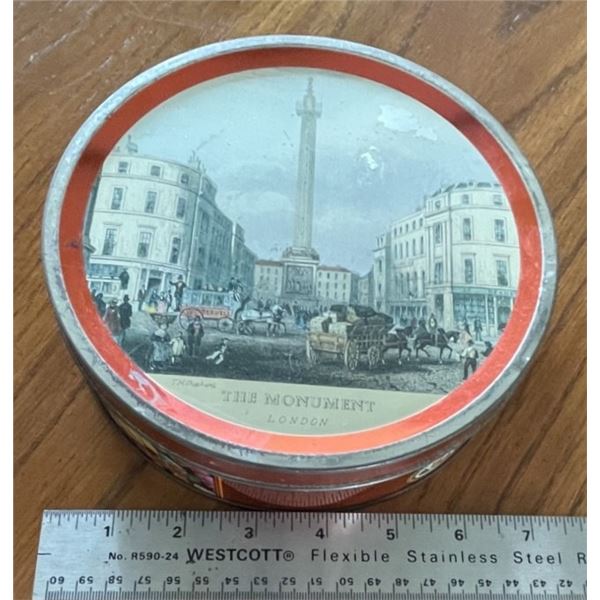 T.H. Shepherd
THE MONUMENT
LONDON
1 2 3 4 5 6 7
No. R590-24 WESTCOTT® Flexible Stainless Steel R
60 59 58 57 56 55 54 53 52 51 50 49 48 47 46 45 44 43 42